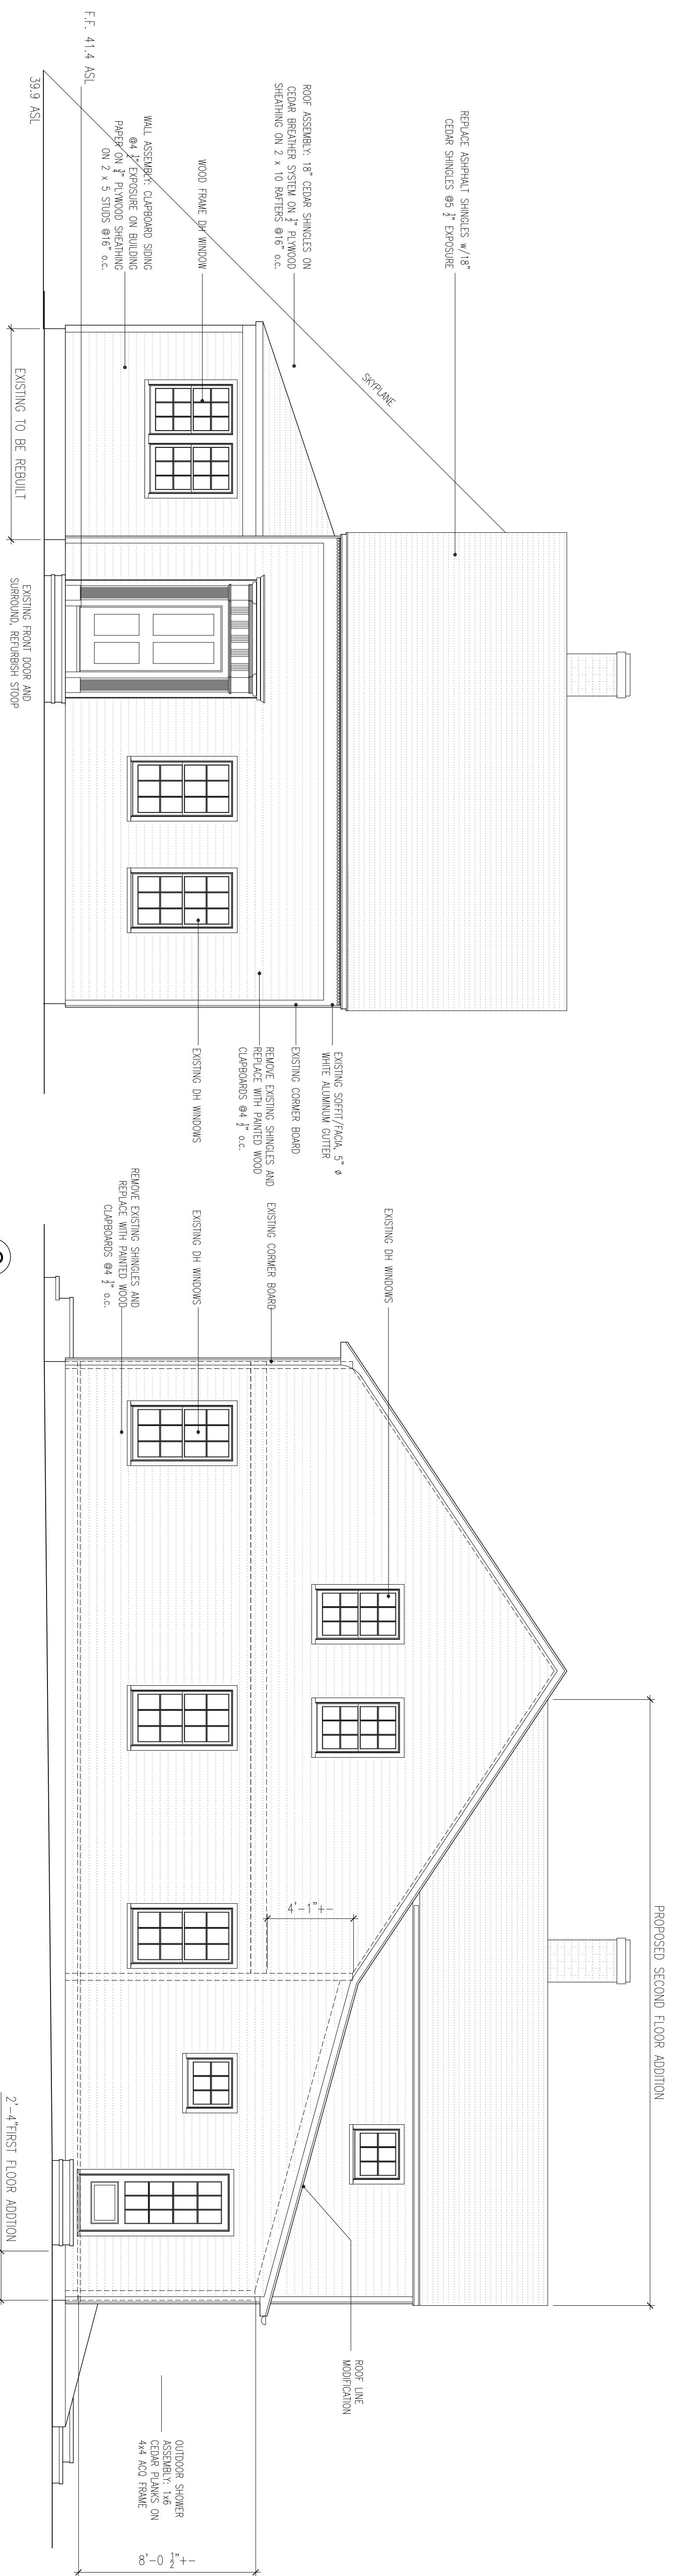 REPLACE ASHPHALT SHINGLES w/18"
CEDAR SHINGLES @5 ½" EXPOSURE
ROOF ASSEMBLY: 18" CEDAR SHINGLES ON
CEDAR BREATHER SYSTEM ON ¾" PLYWOOD
SHEATHING ON 2 x 10 RAFTERS @16" o.c.
WOOD FRAME DH WINDOW
WALL ASSEMBLY: CLAPBOARD SIDING
@4 ½" EXPOSURE ON BUILDING
PAPER ON ¾" PLYWOOD SHEATHING
ON 2 x 5 STUDS @16" o.c.
F.F. 41.4 ASL
39.9 ASL
SKYPLANE
EXISTING TO BE REBUILT
EXISTING FRONT DOOR AND
SURROUND, REFURBISH STOOP
EXISTING SOFFIT/FACIA, 5" ø
WHITE ALUMINUM GUTTER
EXISTING CORMER BOARD
REMOVE EXISTING SHINGLES AND
REPLACE WITH PAINTED WOOD
CLAPBOARDS @4 ½" o.c.
EXISTING DH WINDOWS
EXISTING DH WINDOWS
EXISTING CORMER BOARD
EXISTING DH WINDOWS
REMOVE EXISTING SHINGLES AND
REPLACE WITH PAINTED WOOD
CLAPBOARDS @4 ½" o.c.
PROPOSED SECOND FLOOR ADDITION
4'-1"+-
2'-4"FIRST FLOOR ADDTION
ROOF LINE
MODIFICATION
OUTDOOR SHOWER
ASSEMBLY: 1x6
CEDAR PLANKS ON
4x4 ACQ FRAME
8'-0 ½"+-